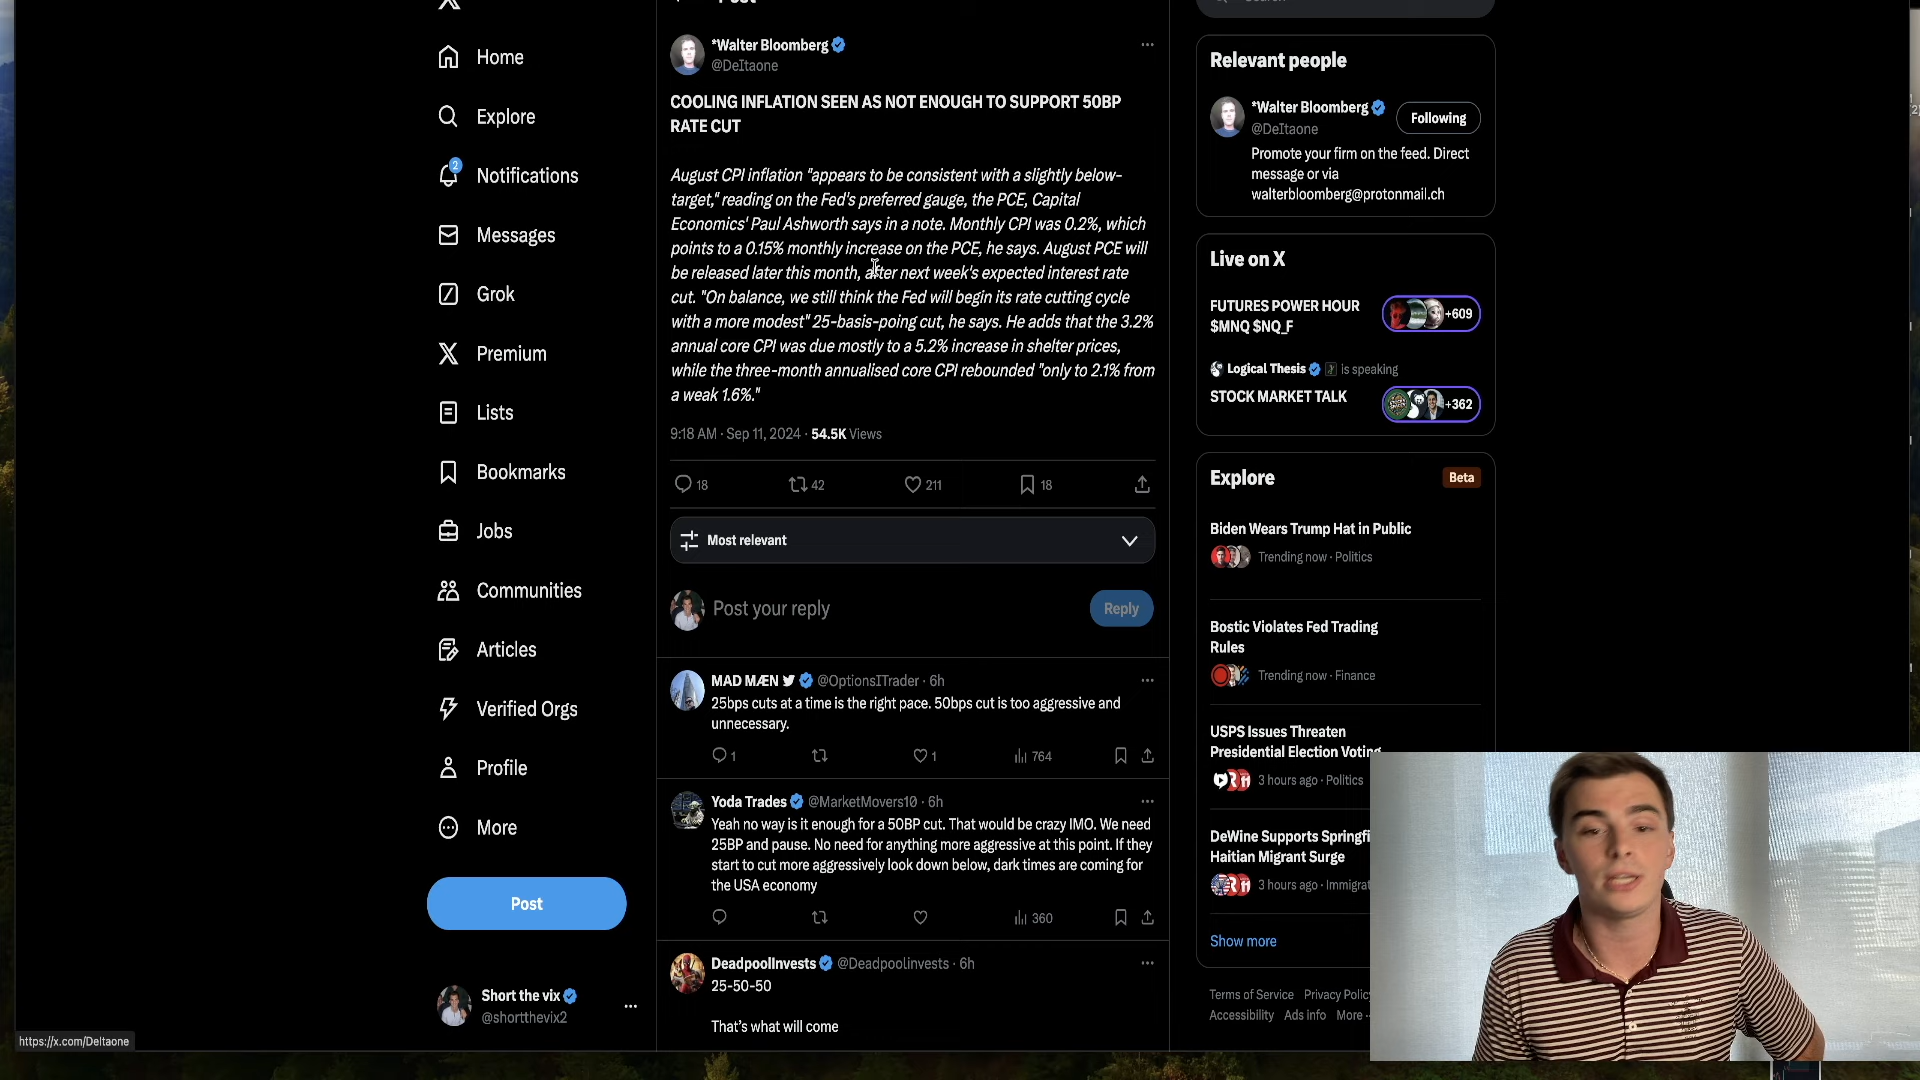 Home
Explore
2
Notifications
Messages
Grok
Premium
Lists
Bookmarks
Jobs
Communities
Articles
Verified Orgs
Profile
More
Post
Short the vix
@shortthevix2
https://x.com/DeItaone
Post
*Walter Bloomberg
@DeItaone
COOLING INFLATION SEEN AS NOT ENOUGH TO SUPPORT 50BP
RATE CUT
August CPI inflation "appears to be consistent with a slightly below-
target," reading on the Fed's preferred gauge, the PCE, Capital
Economics' Paul Ashworth says in a note. Monthly CPI was 0.2%, which
points to a 0.15% monthly increase on the PCE, he says. August PCE will
be released later this month, after next week's expected interest rate
cut. "On balance, we still think the Fed will begin its rate cutting cycle
with a more modest" 25-basis-poing cut, he says. He adds that the 3.2%
annual core CPI was due mostly to a 5.2% increase in shelter prices,
while the three-month annualised core CPI rebounded "only to 2.1% from
a weak 1.6%."
9:18 AM · Sep 11, 2024 · 54.5K Views
18 42 211 18
Most relevant
Post your reply
Reply
MAD MÆN @OptionsITrader · 6h
25bps cuts at a time is the right pace. 50bps cut is too aggressive and
unnecessary.
1 1 764
Yoda Trades @MarketMovers10 · 6h
Yeah no way is it enough for a 50BP cut. That would be crazy IMO. We need
25BP and pause. No need for anything more aggressive at this point. If they
start to cut more aggressively look down below, dark times are coming for
the USA economy
360
DeadpoolInvests @Deadpoolinvests · 6h
25-50-50
That's what will come
Search
Relevant people
*Walter Bloomberg
@DeItaone
Following
Promote your firm on the feed. Direct
message or via
walterbloomberg@protonmail.ch
Live on X
FUTURES POWER HOUR
$MNQ $NQ_F
+609
Logical Thesis is speaking
STOCK MARKET TALK
+362
Explore
Beta
Biden Wears Trump Hat in Public
Trending now · Politics
Bostic Violates Fed Trading
Rules
Trending now · Finance
USPS Issues Threaten
Presidential Election Voting
3 hours ago · Politics
DeWine Supports Springfi
Haitian Migrant Surge
3 hours ago · Immigrat
Show more
Terms of Service Privacy Policy
Accessibility Ads info More